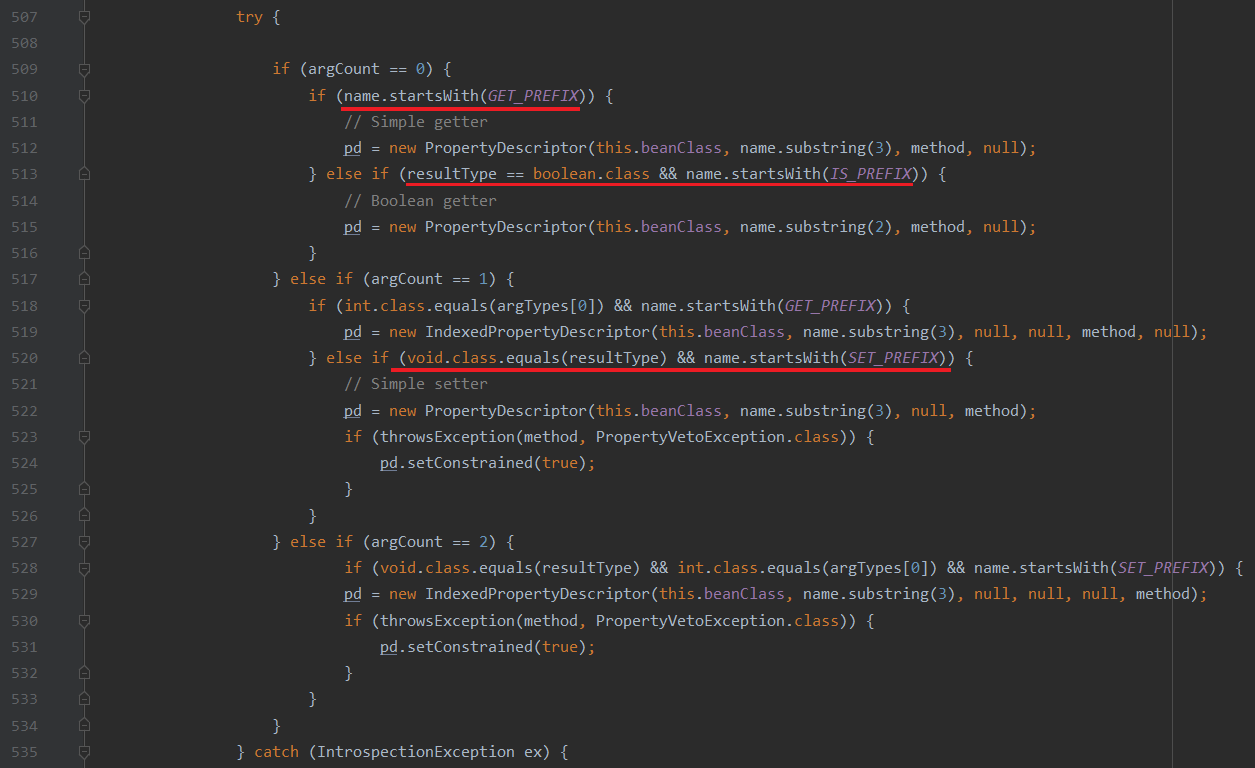 507 try {
508
509 if (argCount == 0) {
510 if (name.startsWith(GET_PREFIX)) {
511 // Simple getter
512 pd = new PropertyDescriptor(this.beanClass, name.substring(3), method, null);
513 } else if (resultType == boolean.class && name.startsWith(IS_PREFIX)) {
514 // Boolean getter
515 pd = new PropertyDescriptor(this.beanClass, name.substring(2), method, null);
516 }
517 } else if (argCount == 1) {
518 if (int.class.equals(argTypes[0]) && name.startsWith(GET_PREFIX)) {
519 pd = new IndexedPropertyDescriptor(this.beanClass, name.substring(3), null, null, method, null);
520 } else if (void.class.equals(resultType) && name.startsWith(SET_PREFIX)) {
521 // Simple setter
522 pd = new PropertyDescriptor(this.beanClass, name.substring(3), null, method);
523 if (throwsException(method, PropertyVetoException.class)) {
524 pd.setConstrained(true);
525 }
526 }
527 } else if (argCount == 2) {
528 if (void.class.equals(resultType) && int.class.equals(argTypes[0]) && name.startsWith(SET_PREFIX)) {
529 pd = new IndexedPropertyDescriptor(this.beanClass, name.substring(3), null, null, null, method);
530 if (throwsException(method, PropertyVetoException.class)) {
531 pd.setConstrained(true);
532 }
533 }
534 }
535 } catch (IntrospectionException ex) {